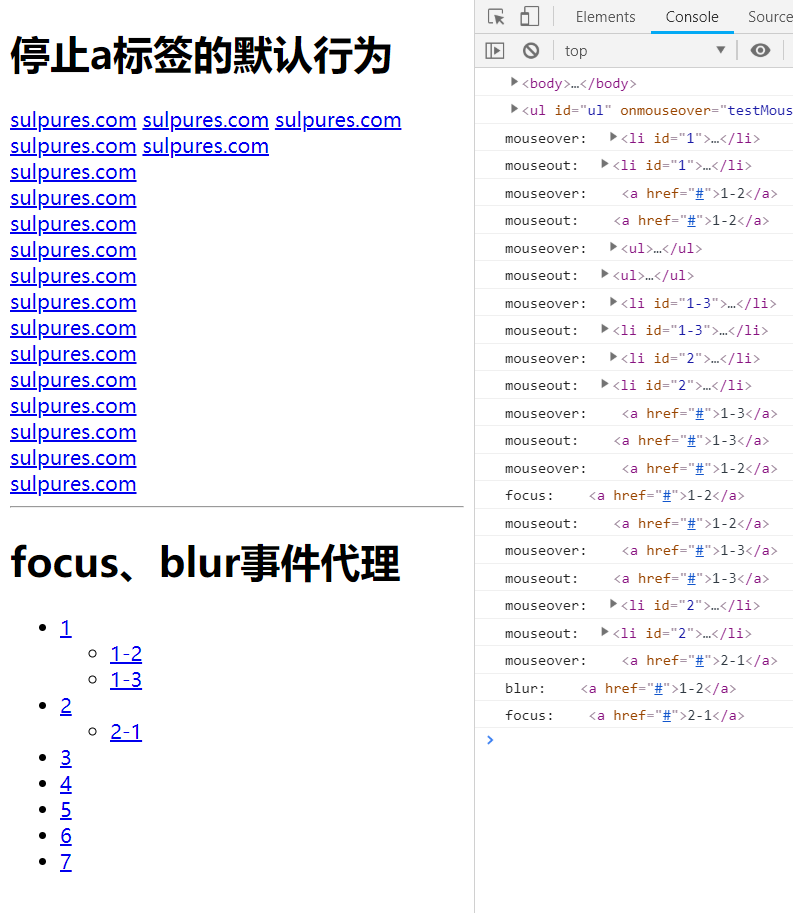 停止a标签的默认行为
sulpures.com sulpures.com sulpures.com
sulpures.com sulpures.com
sulpures.com
sulpures.com
sulpures.com
sulpures.com
sulpures.com
sulpures.com
sulpures.com
sulpures.com
sulpures.com
sulpures.com
sulpures.com
sulpures.com
sulpures.com
focus、blur事件代理
1
1-2
1-3
2
2-1
3
4
5
6
7
Elements Console Source
top
<body>…</body>
<ul id="ul" onmouseover="testMous
mouseover: <li id="1">…</li>
mouseout: <li id="1">…</li>
mouseover: <a href="#">1-2</a>
mouseout: <a href="#">1-2</a>
mouseover: <ul>…</ul>
mouseout: <ul>…</ul>
mouseover: <li id="1-3">…</li>
mouseout: <li id="1-3">…</li>
mouseover: <li id="2">…</li>
mouseout: <li id="2">…</li>
mouseover: <a href="#">1-3</a>
mouseout: <a href="#">1-3</a>
mouseover: <a href="#">1-2</a>
focus: <a href="#">1-2</a>
mouseout: <a href="#">1-2</a>
mouseover: <a href="#">1-3</a>
mouseout: <a href="#">1-3</a>
mouseover: <li id="2">…</li>
mouseout: <li id="2">…</li>
mouseover: <a href="#">2-1</a>
blur: <a href="#">1-2</a>
focus: <a href="#">2-1</a>